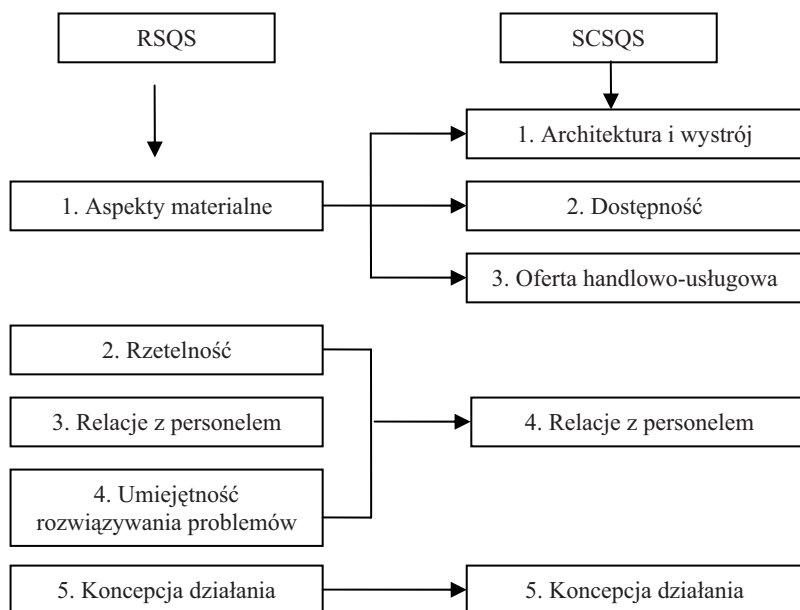 RSQS
SCSQS
1. Architektura i wystrój
1. Aspekty materialne
2. Dostępność
3. Oferta handlowo-usługowa
2. Rzetelność
3. Relacje z personelem
4. Relacje z personelem
4. Umiejętność
rozwiązywania problemów
5. Koncepcja działania
5. Koncepcja działania